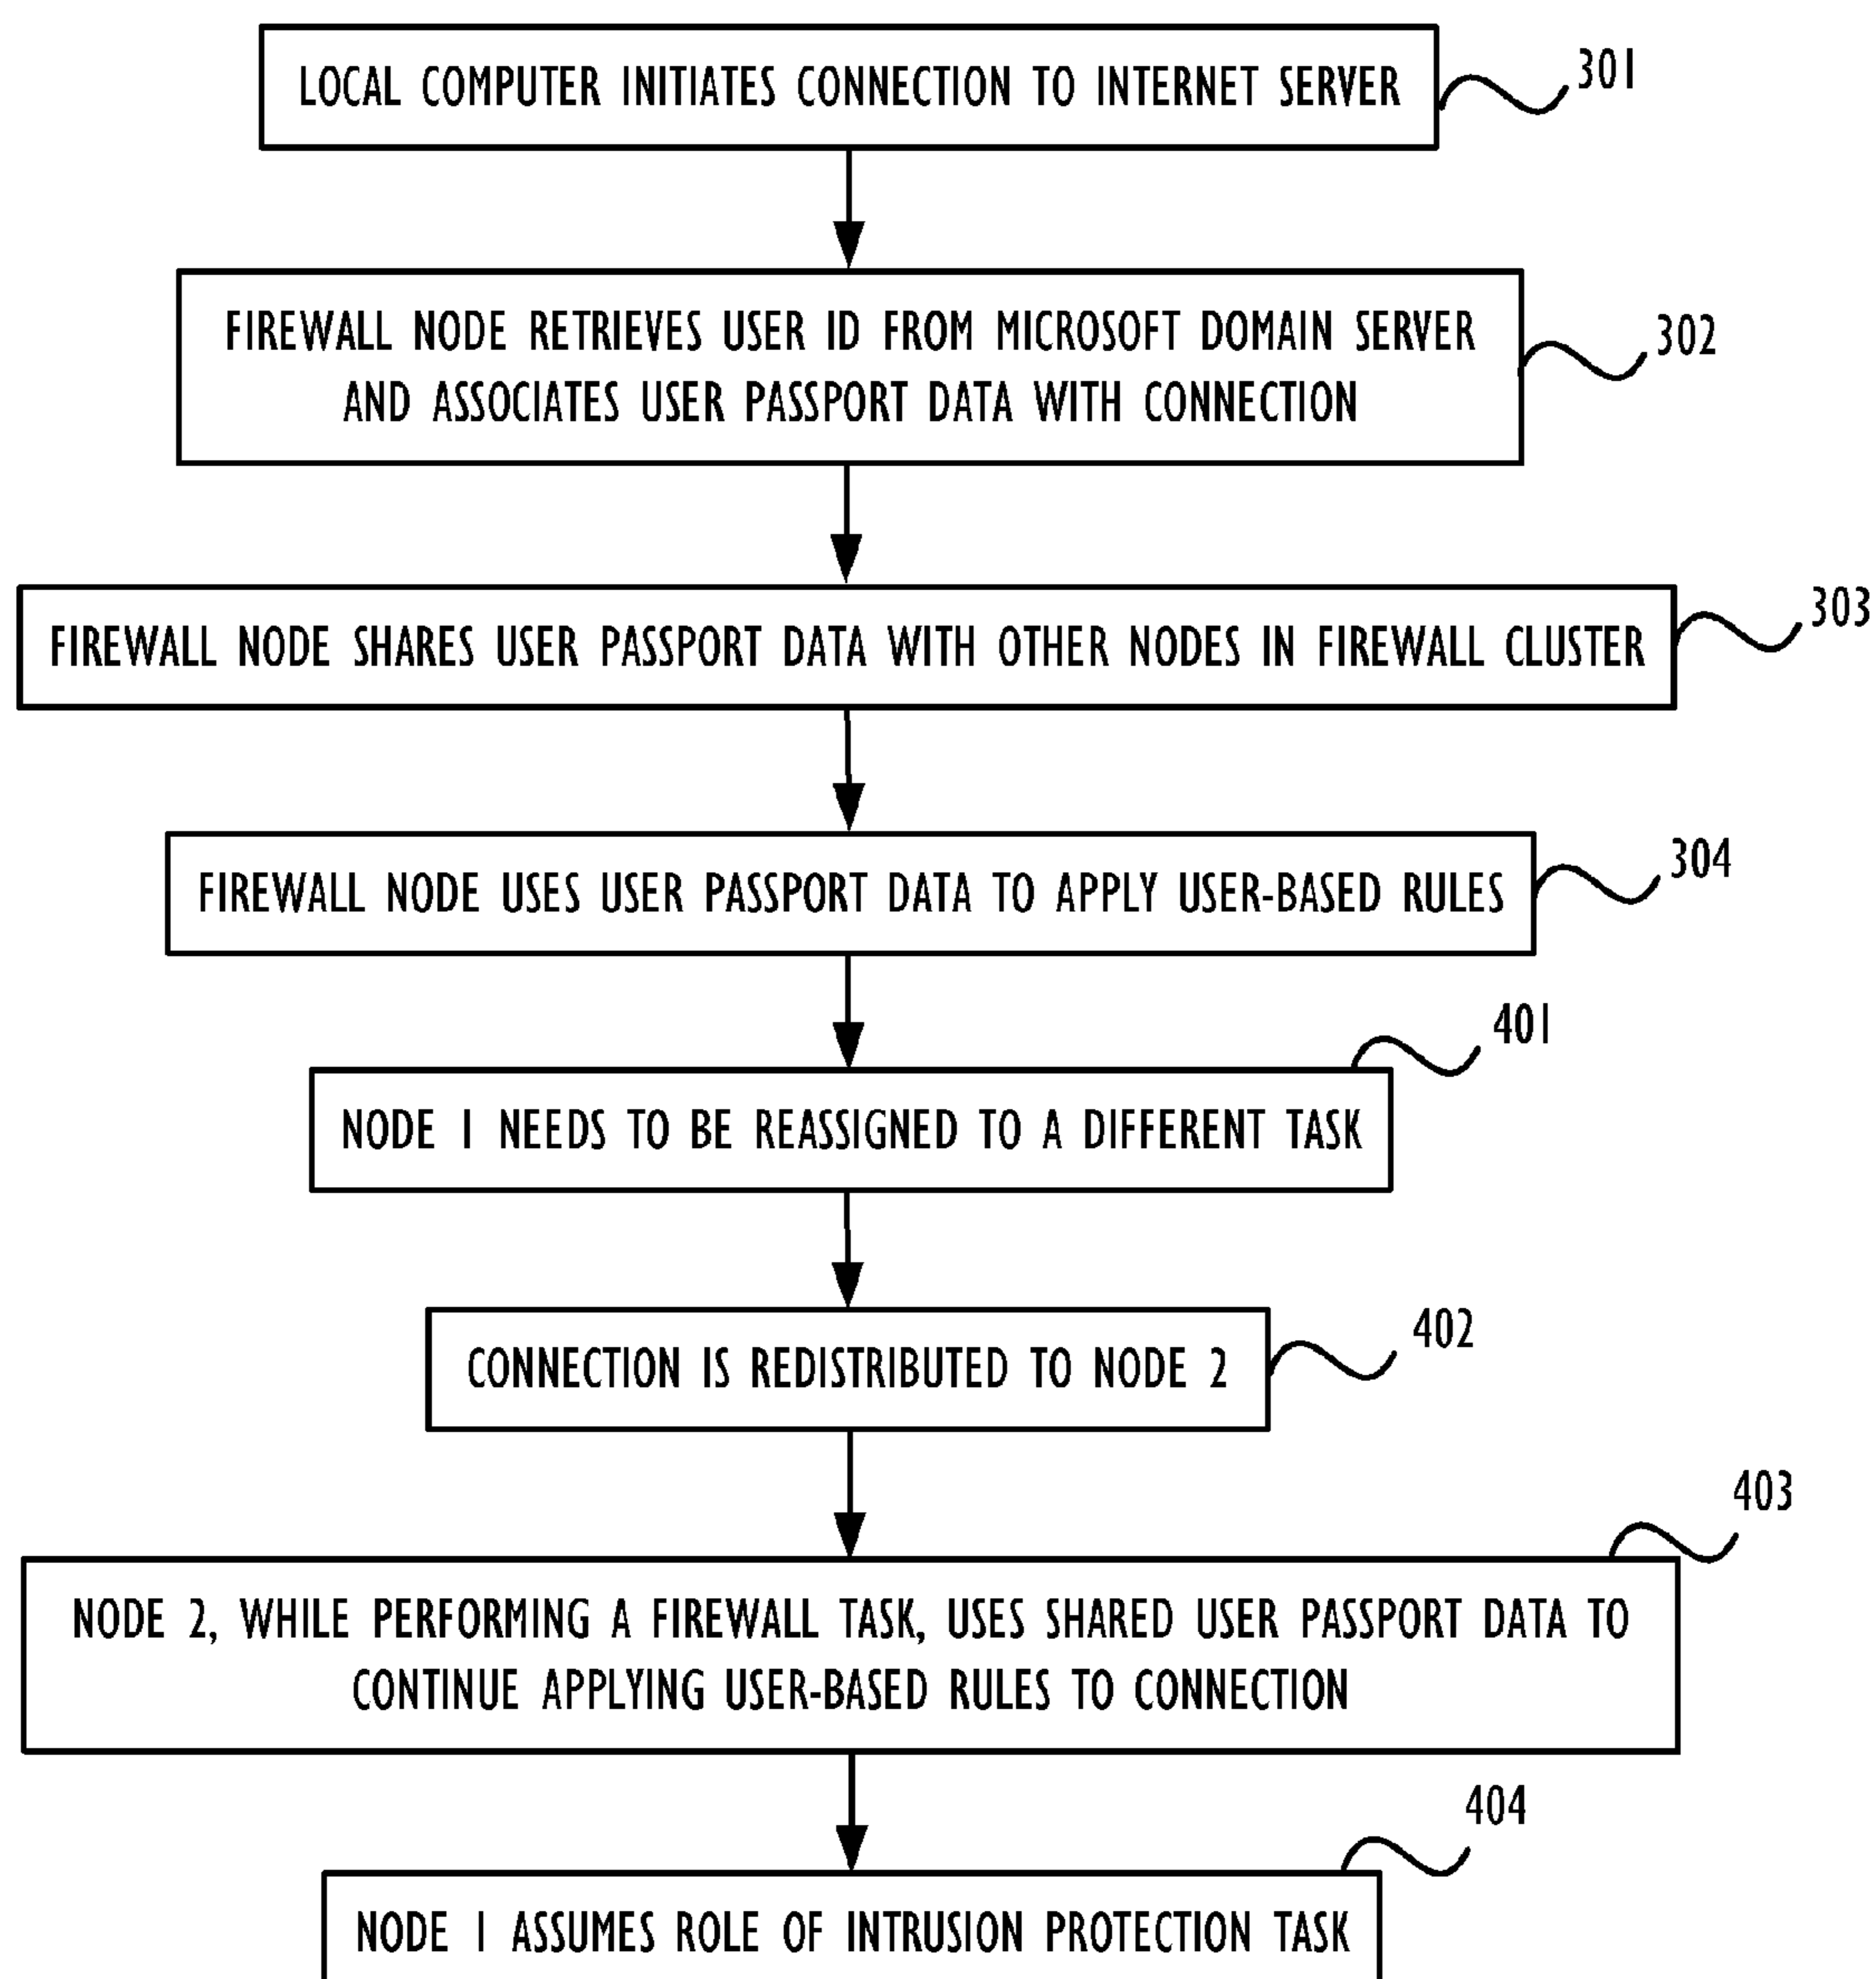 LOCAL COMPUTER INITIATES CONNECTION TO INTERNET SERVER
301
FIREWALL NODE RETRIEVES USER ID FROM MICROSOFT DOMAIN SERVER
AND ASSOCIATES USER PASSPORT DATA WITH CONNECTION
302
FIREWALL NODE SHARES USER PASSPORT DATA WITH OTHER NODES IN FIREWALL CLUSTER
303
FIREWALL NODE USES USER PASSPORT DATA TO APPLY USER-BASED RULES
304
401
NODE 1 NEEDS TO BE REASSIGNED TO A DIFFERENT TASK
402
CONNECTION IS REDISTRIBUTED TO NODE 2
403
NODE 2, WHILE PERFORMING A FIREWALL TASK, USES SHARED USER PASSPORT DATA TO
CONTINUE APPLYING USER-BASED RULES TO CONNECTION
404
NODE 1 ASSUMES ROLE OF INTRUSION PROTECTION TASK